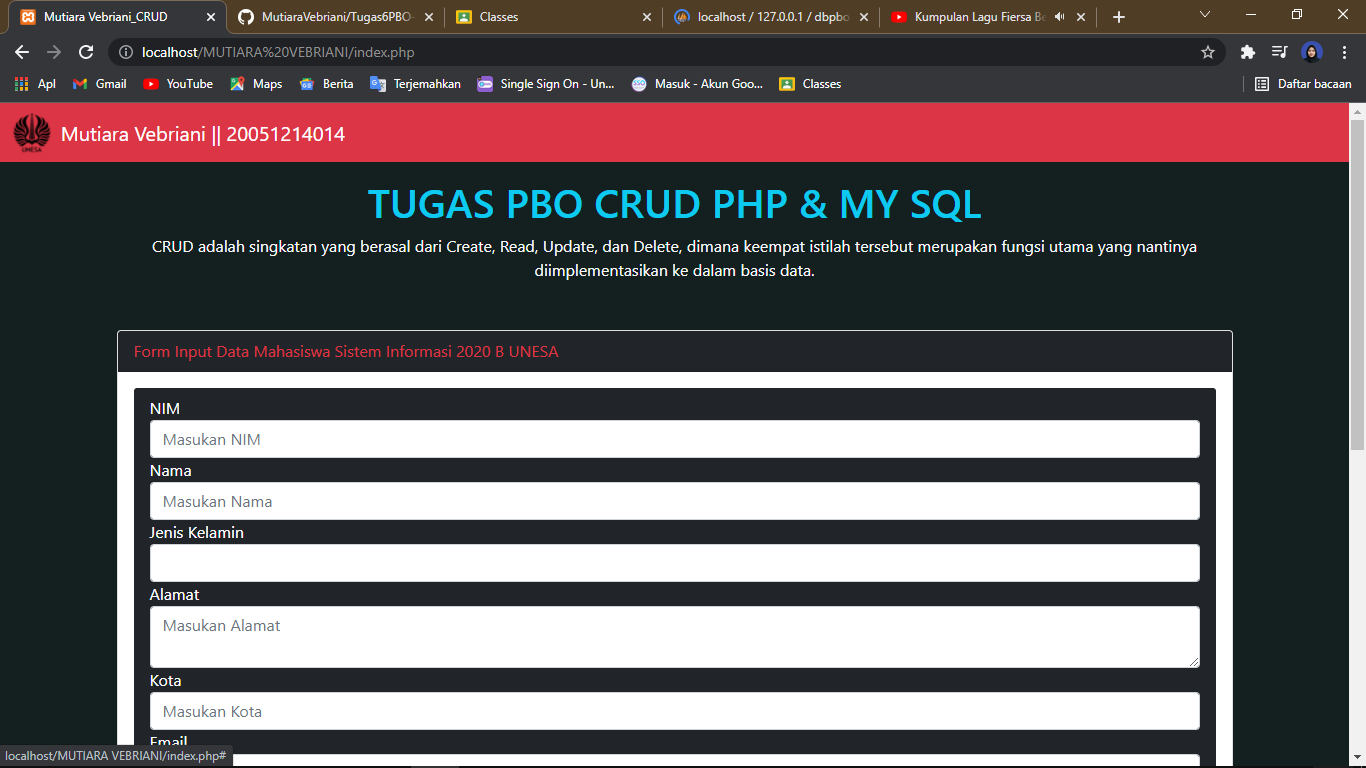 Mutiara Vebriani_CRUD
MutiaraVebriani/Tugas6PBO-
Classes
localhost / 127.0.0.1 / dbpbo
Kumpulan Lagu Fiersa Be
localhost/MUTIARA%20VEBRIANI/index.php
Apl
Gmail
YouTube
Maps
Berita
Terjemahkan
Single Sign On - Un...
Masuk - Akun Goo...
Classes
Daftar bacaan
UNESA
Mutiara Vebriani || 20051214014
TUGAS PBO CRUD PHP & MY SQL
CRUD adalah singkatan yang berasal dari Create, Read, Update, dan Delete, dimana keempat istilah tersebut merupakan fungsi utama yang nantinya
diimplementasikan ke dalam basis data.
Form Input Data Mahasiswa Sistem Informasi 2020 B UNESA
NIM
Masukan NIM
Nama
Masukan Nama
Jenis Kelamin
Alamat
Masukan Alamat
Kota
Masukan Kota
Email
localhost/MUTIARA VEBRIANI/index.php#